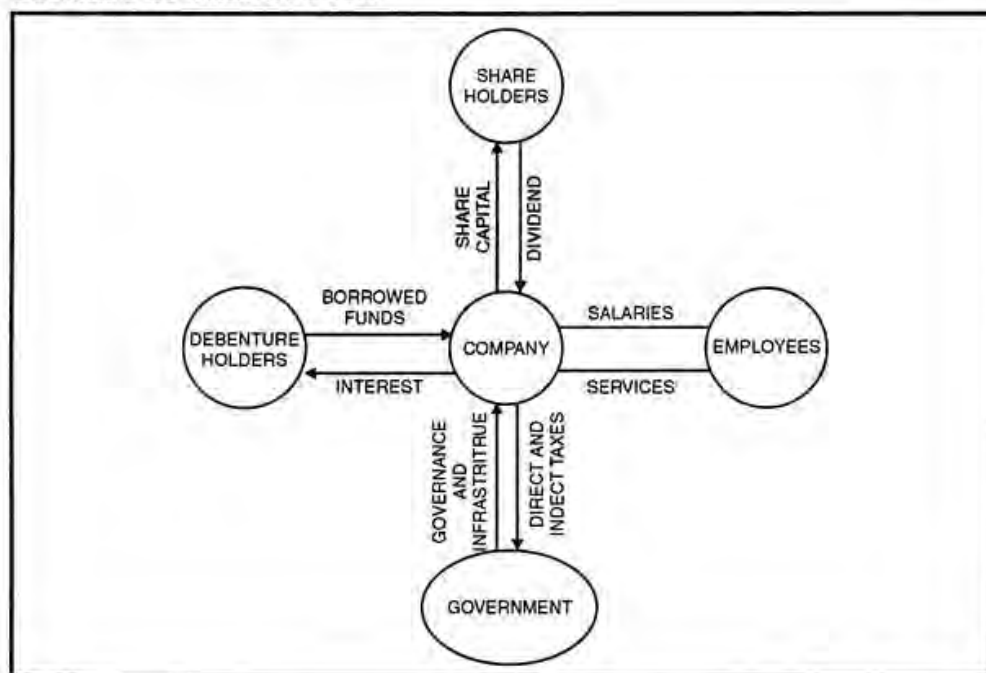 SHARE
HOLDERS
SHARE
CAPITAL
DIVIDEND
BORROWED
FUNDS
DEBENTURE
HOLDERS
INTEREST
COMPANY
SALARIES
SERVICES
EMPLOYEES
GOVERNANCE
AND
INFRASTRITRUE
DIRECT AND
INDECT TAXES
GOVERNMENT